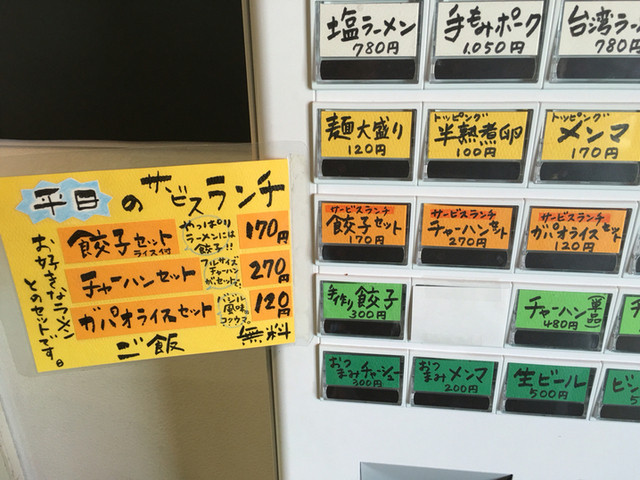 平日のサービスランチ
餃子セット
ライス付
やっぱり
ラーメンには
餃子!!
170円
チャーハンセット
フルサイズ
チャーハン
がセットで!
270円
ガパオライスセット
バジル
風味で
コクウマ
120円
ご飯 無料
お好きなラーメン
とのセットです。
塩ラーメン
780円
手もみポーク
1,050円
台湾ラー
780円
麺大盛り
120円
トッピング
半熟煮卵
100円
トッピング
メンマ
170円
サービスランチ
餃子セット
170円
サービスランチ
チャーハンセット
270円
サービスランチ
ガパオライスセット
120円
手作り餃子
300円
チャーハン単品
480円
おつまみチャーシュー
300円
おつまみメンマ
200円
生ビール
500円